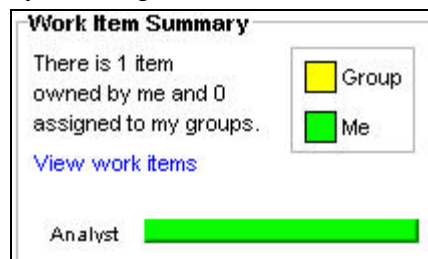 Work Item Summary
There is 1 item
owned by me and 0
assigned to my groups.
View work items
Group
Me
Analyst